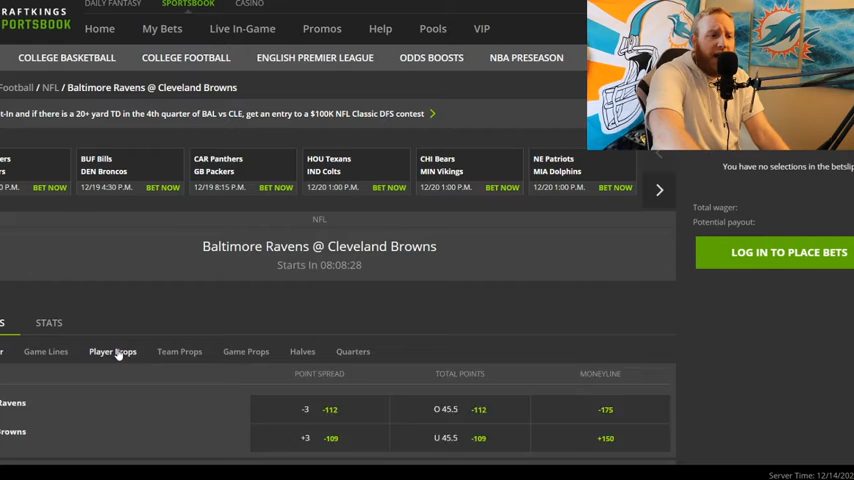 DAILY FANTASY SPORTSBOOK CASINO
RAFTKINGS
PORTSBOOK
Home My Bets Live In-Game Promos Help Pools VIP
COLLEGE BASKETBALL COLLEGE FOOTBALL ENGLISH PREMIER LEAGUE ODDS BOOSTS NBA PRESEASON
Football / NFL / Baltimore Ravens @ Cleveland Browns
t-In and if there is a 20+ yard TD in the 4th quarter of BAL vs CLE, get an entry to a $100K NFL Classic DFS contest
ers BUF Bills CAR Panthers HOU Texans CHI Bears NE Patriots
rs DEN Broncos GB Packers IND Colts MIN Vikings MIA Dolphins
P.M. BET NOW 12/19 4:30 P.M. BET NOW 12/19 8:15 P.M. BET NOW 12/20 1:00 P.M. BET NOW 12/20 1:00 P.M. BET NOW 12/20 1:00 P.M. BET NOW
You have no selections in the betslip
Total wager:
Potential payout:
LOG IN TO PLACE BETS
NFL
Baltimore Ravens @ Cleveland Browns
Starts In 08:08:28
S STATS
r Game Lines Player Props Team Props Game Props Halves Quarters
POINT SPREAD TOTAL POINTS MONEYLINE
Ravens -3 -112 O 45.5 -112 -175
Browns +3 -109 U 45.5 -109 +150
Server Time: 12/14/202